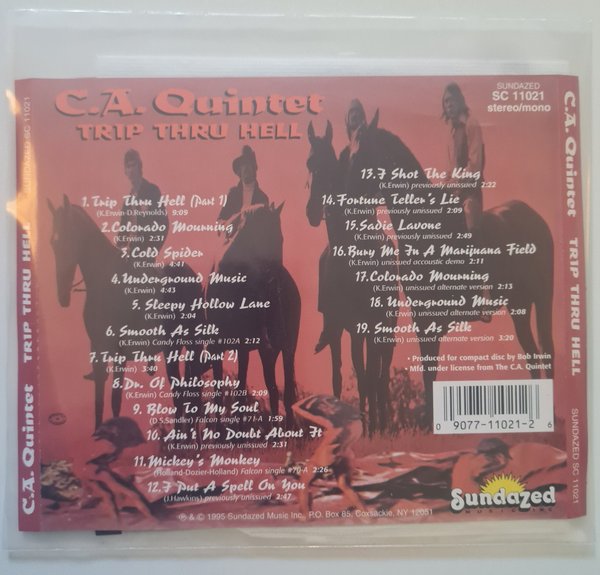 C.A. Quintet
TRIP THRU HELL
SUNDAZED
SC 11021
stereo/mono
1. Trip Thru Hell (Part 1)
(K.Erwin-D.Reynolds) 9:09
2. Colorado Mourning
(K.Erwin) 2:31
3. Cold Spider
(K.Erwin) 4:41
4. Underground Music
(K.Erwin) 4:43
5. Sleepy Hollow Lane
(K.Erwin) 2:04
6. Smooth As Silk
(K.Erwin) Candy Floss single #102A 2:12
7. Trip Thru Hell (Part 2)
(K.Erwin) 3:40
8. Dr. Of Philosophy
(K.Erwin) Candy Floss single #102B 2:09
9. Blow To My Soul
(D.S.Sandler) Falcon single #71-A 1:59
10. Ain't No Doubt About It
(K.Erwin) previously unissued 2:31
11. Mickey's Monkey
(Holland-Dozier-Holland) Falcon single #70-A 2:26
12. I Put A Spell On You
(J.Hawkins) previously unissued 2:47
13. I Shot The King
(K.Erwin) previously unissued 2:22
14. Fortune Teller's Lie
(K.Erwin) previously unissued 2:09
15. Sadie Lavone
(K.Erwin) previously unissued 2:49
16. Bury Me In A Marijuana Field
(K.Erwin) unissued accoustic demo 2:11
17. Colorado Mourning
(K.Erwin) unissued alternate version 2:13
18. Underground Music
(K.Erwin) unissued alternate version 2:08
19. Smooth As Silk
(K.Erwin) unissued alternate version 3:20
• Produced for compact disc by Bob Irwin
• Mfd. under license from The C.A. Quintet
0 9077-11021-2 6
Sundazed
MUSIC INC.
℗ & © 1995 Sundazed Music Inc., P.O. Box 85, Coxsackie, NY 12051
C.A. Quintet TRIP THRU HELL SUNDAZED SC 11021
C.A. Quintet TRIP THRU HELL SUNDAZED SC 11021